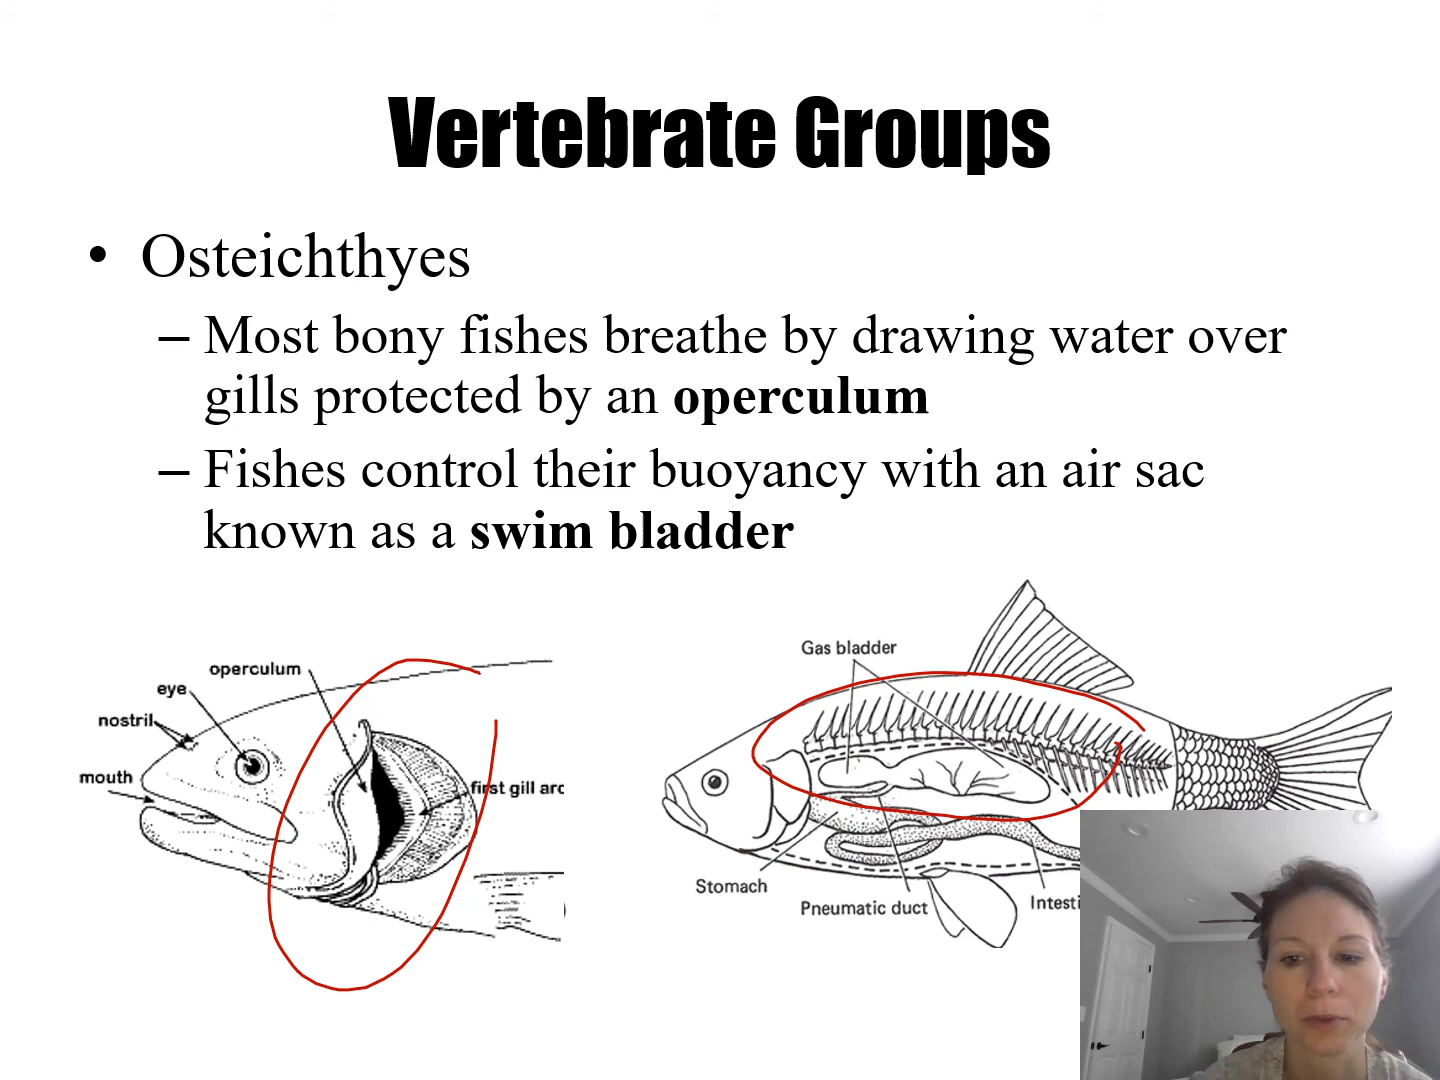 Vertebrate Groups
• Osteichthyes
– Most bony fishes breathe by drawing water over
gills protected by an operculum
– Fishes control their buoyancy with an air sac
known as a swim bladder
operculum
eye
nostril
mouth
first gill arc
Gas bladder
Stomach
Pneumatic duct
Intesti